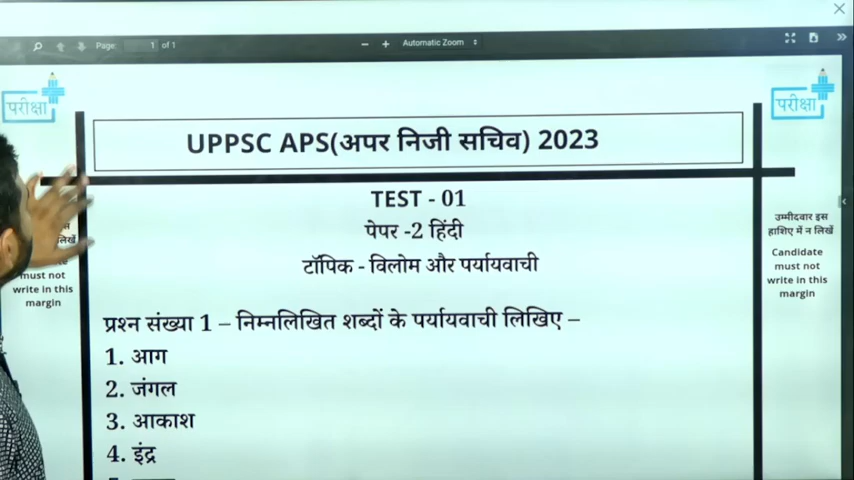 Page: 1 of 1
Automatic Zoom
परीक्षा
परीक्षा
UPPSC APS(अपर निजी सचिव) 2023
TEST - 01
पेपर -2 हिंदी
टॉपिक - विलोम और पर्यायवाची
लिखें
must not
write in this
margin
उम्मीदवार इस
हाशिए में न लिखें
Candidate
must not
write in this
margin
प्रश्न संख्या 1 – निम्नलिखित शब्दों के पर्यायवाची लिखिए –
1. आग
2. जंगल
3. आकाश
4. इंद्र